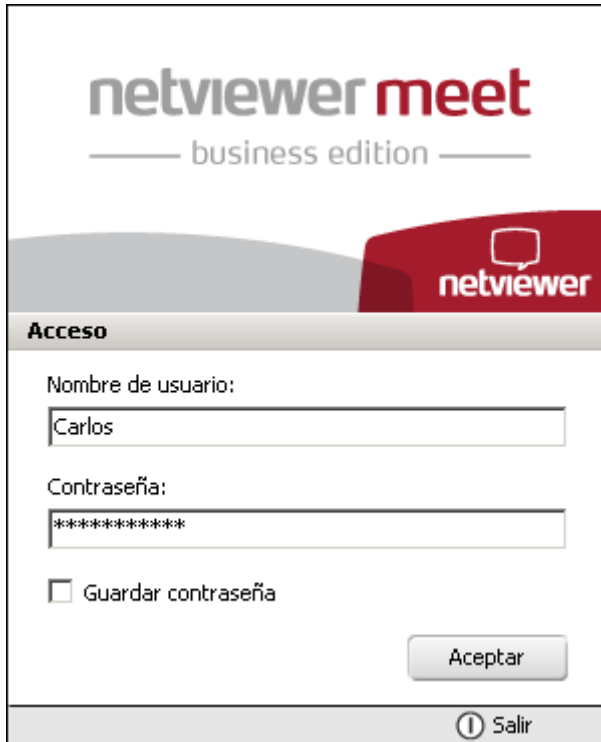 netviewer meet
business edition
netviewer
Acceso
Nombre de usuario:
Carlos
Contraseña:
***********
Guardar contraseña
Aceptar
Salir